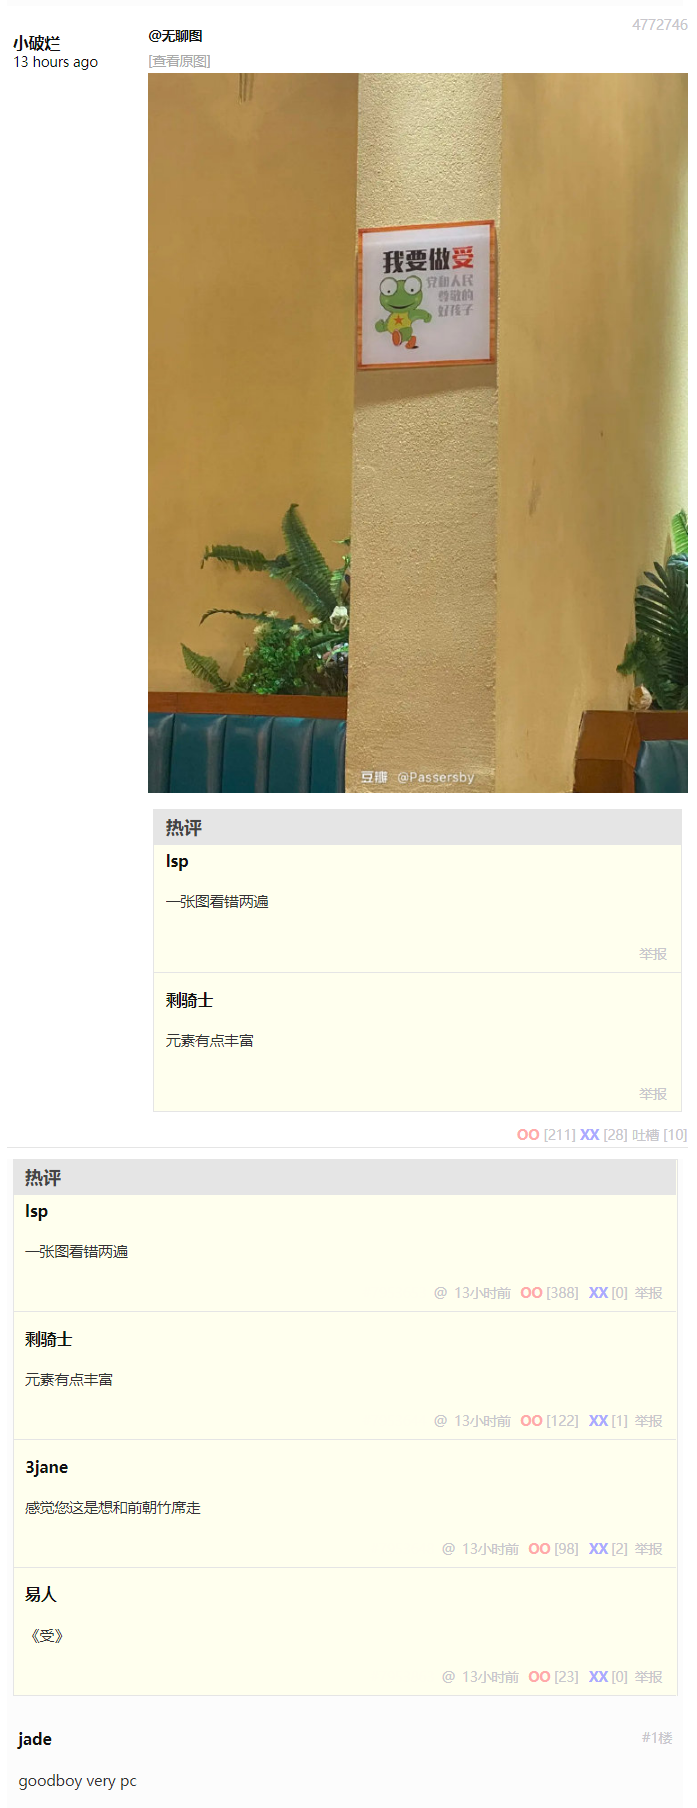 4772746
小破烂
@无聊图
13 hours ago
[查看原图]
我要做受
党和人民
尊敬的
好孩子
豆瓣 @Passersby
热评
lsp
一张图看错两遍
举报
剩骑士
元素有点丰富
举报
OO [211] XX [28] 吐槽 [10]
热评
lsp
一张图看错两遍
@ 13小时前 OO [388] XX [0] 举报
剩骑士
元素有点丰富
@ 13小时前 OO [122] XX [1] 举报
3jane
感觉您这是想和前朝竹席走
@ 13小时前 OO [98] XX [2] 举报
易人
《受》
@ 13小时前 OO [23] XX [0] 举报
jade
#1楼
goodboy very pc